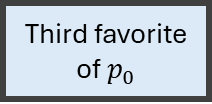 Third favorite
of p₀